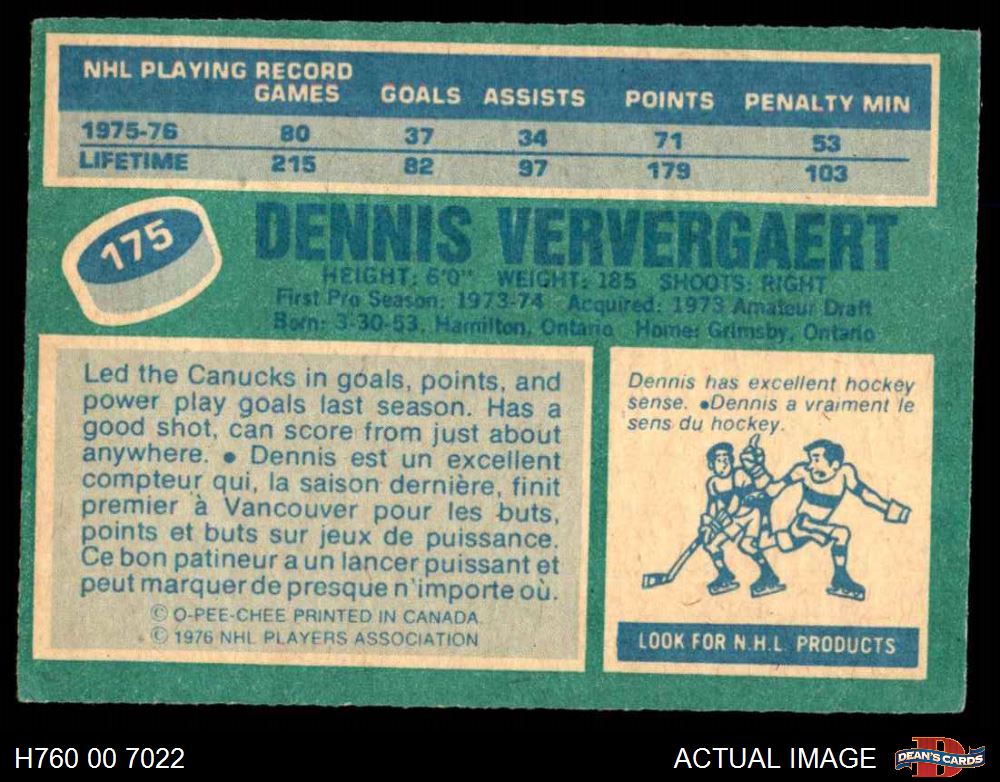 NHL PLAYING RECORD
GAMES GOALS ASSISTS POINTS PENALTY MIN
1975-76 80 37 34 71 53
LIFETIME 215 82 97 179 103
175
DENNIS VERVERGAERT
HEIGHT: 6'0" WEIGHT: 185 SHOOTS: RIGHT
First Pro Season: 1973-74 Acquired: 1973 Amateur Draft
Born: 3-30-53, Hamilton, Ontario Home: Grimsby, Ontario
Led the Canucks in goals, points, and
power play goals last season. Has a
good shot, can score from just about
anywhere. ● Dennis est un excellent
compteur qui, la saison dernière, finit
premier à Vancouver pour les buts,
points et buts sur jeux de puissance.
Ce bon patineur a un lancer puissant et
peut marquer de presque n'importe où.
© O-PEE-CHEE PRINTED IN CANADA
© 1976 NHL PLAYERS ASSOCIATION
Dennis has excellent hockey
sense. ●Dennis a vraiment le
sens du hockey.
LOOK FOR N.H.L. PRODUCTS
H760 00 7022
ACTUAL IMAGE
D
DEAN'S CARDS